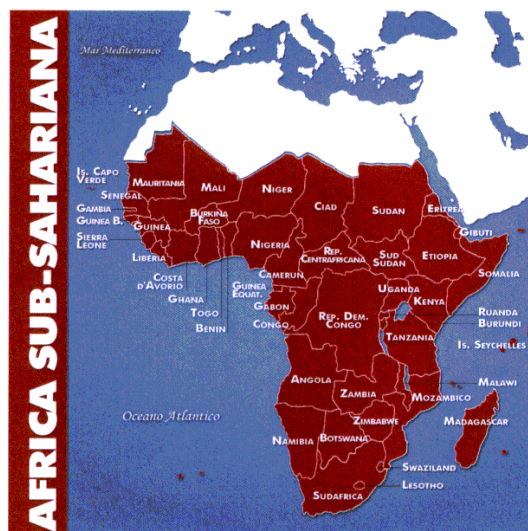 AFRICA SUB-SAHARIANA
Mar Mediterraneo
IS. CAPO
VERDE
MAURITANIA
MALI
NIGER
CIAD
SUDAN
ERITREA
SENEGAL
GAMBIA
GUINEA B.
GUINEA
BURKINA
FASO
GIBUTI
SIERRA
LEONE
NIGERIA
REP.
CENTRAFRICANA
SUD
SUDAN
ETIOPIA
LIBERIA
SOMALIA
COSTA
D'AVORIO
CAMERUN
GHANA
GUINEA
EQUAT.
UGANDA
KENYA
TOGO
GABON
BENIN
CONGO
REP. DEM.
CONGO
RUANDA
BURUNDI
TANZANIA
IS. SEYCHELLES
ANGOLA
MALAWI
ZAMBIA
MOZAMBICO
Oceano Atlantico
ZIMBABWE
MADAGASCAR
NAMIBIA
BOTSWANA
SWAZILAND
LESOTHO
SUDAFRICA